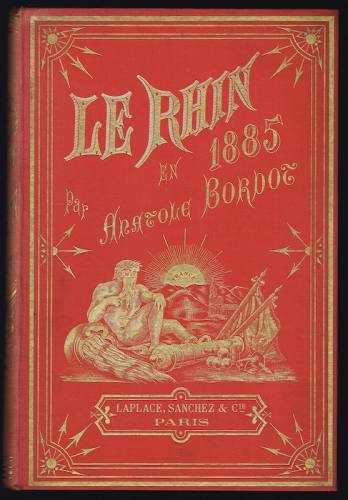 LE RHIN
EN 1885
Par ANATOLE BORDOT
FRANCE
LAPLACE, SANCHEZ & Cie
PARIS